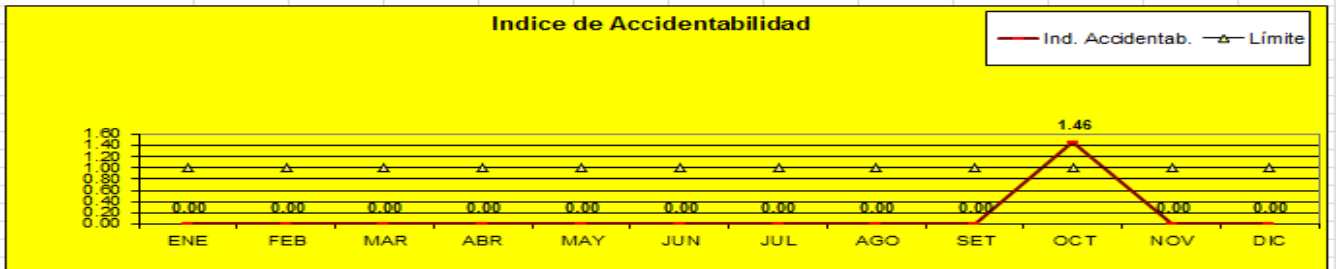 Indice de Accidentabilidad
Ind. Accidentab. Límite
1.46
1.60
1.40
1.20
1.00
0.80
0.60
0.40
0.20
0.00
0.00 0.00 0.00 0.00 0.00 0.00 0.00 0.00 0.00 0.00 0.00
ENE FEB MAR ABR MAY JUN JUL AGO SET OCT NOV DIC